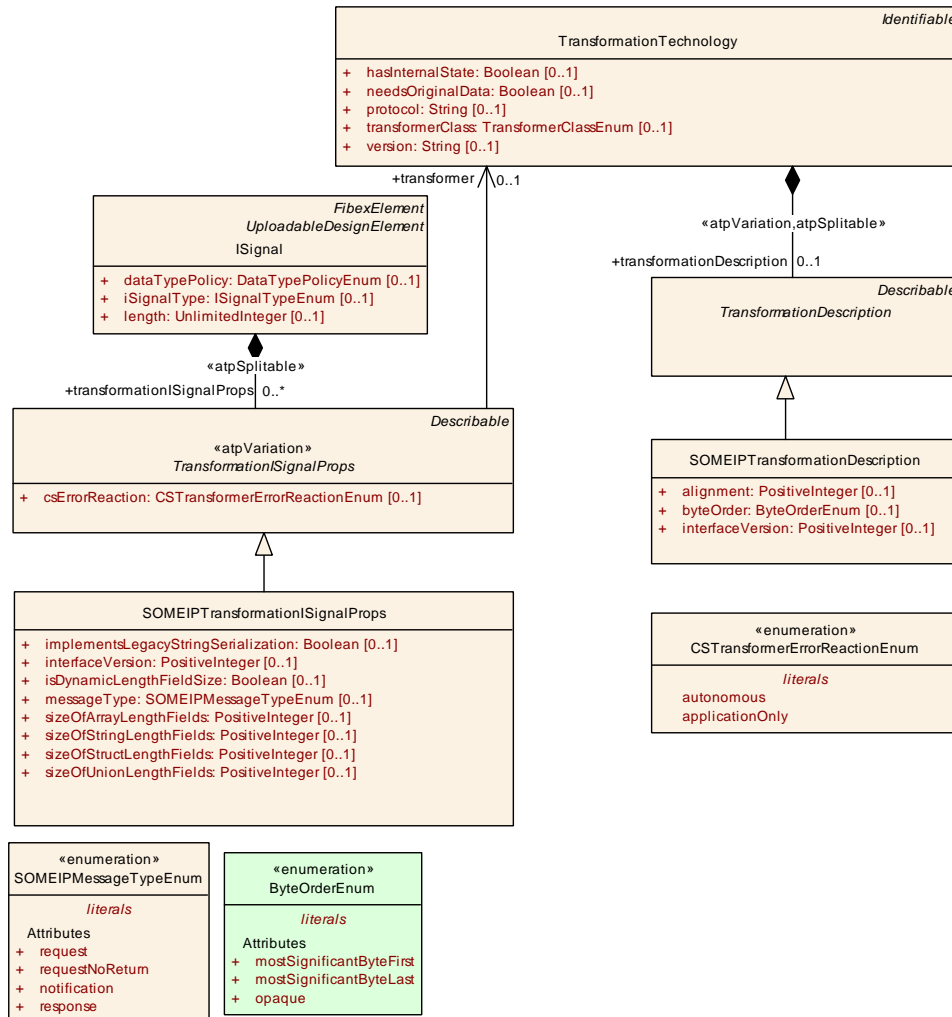 Identifiable
TransformationTechnology
+ hasInternalState: Boolean [0..1]
+ needsOriginalData: Boolean [0..1]
+ protocol: String [0..1]
+ transformerClass: TransformerClassEnum [0..1]
+ version: String [0..1]
+transformer 0..1
«atpVariation,atpSplitable»
+transformationDescription 0..1
FibexElement
UploadableDesignElement
ISignal
+ dataTypePolicy: DataTypePolicyEnum [0..1]
+ iSignalType: ISignalTypeEnum [0..1]
+ length: UnlimitedInteger [0..1]
«atpSplitable»
+transformationISignalProps 0..*
Describable
TransformationDescription
Describable
«atpVariation»
TransformationISignalProps
+ csErrorReaction: CSTransformerErrorReactionEnum [0..1]
SOMEIPTransformationDescription
+ alignment: PositiveInteger [0..1]
+ byteOrder: ByteOrderEnum [0..1]
+ interfaceVersion: PositiveInteger [0..1]
SOMEIPTransformationISignalProps
+ implementsLegacyStringSerialization: Boolean [0..1]
+ interfaceVersion: PositiveInteger [0..1]
+ isDynamicLengthFieldSize: Boolean [0..1]
+ messageType: SOMEIPMessageTypeEnum [0..1]
+ sizeOfArrayLengthFields: PositiveInteger [0..1]
+ sizeOfStringLengthFields: PositiveInteger [0..1]
+ sizeOfStructLengthFields: PositiveInteger [0..1]
+ sizeOfUnionLengthFields: PositiveInteger [0..1]
«enumeration»
CSTransformerErrorReactionEnum
literals
autonomous
applicationOnly
«enumeration»
SOMEIPMessageTypeEnum
literals
Attributes
+ request
+ requestNoReturn
+ notification
+ response
«enumeration»
ByteOrderEnum
literals
Attributes
+ mostSignificantByteFirst
+ mostSignificantByteLast
+ opaque